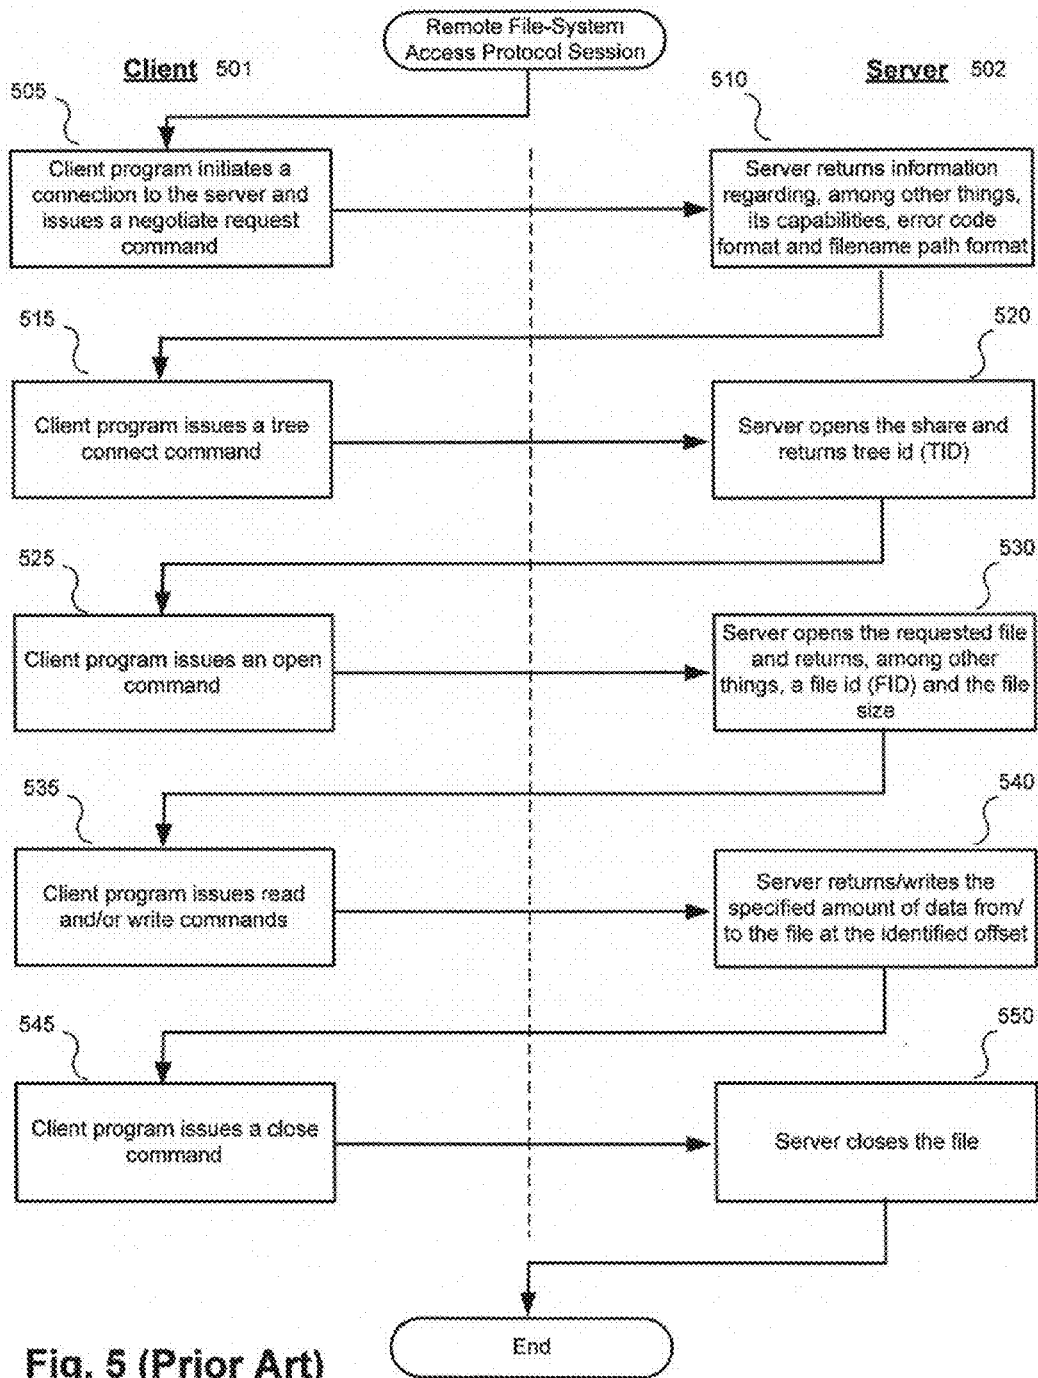 Remote File-System
Access Protocol Session
Client 501
Server 502
505
510
Client program initiates a
connection to the server and
issues a negotiate request
command
Server returns information
regarding, among other things,
its capabilities, error code
format and filename path format
515
520
Client program issues a tree
connect command
Server opens the share and
returns tree id (TID)
525
530
Client program issues an open
command
Server opens the requested file
and returns, among other
things, a file id (FID) and the file
size
535
540
Client program issues read
and/or write commands
Server returns/writes the
specified amount of data from/
to the file at the identified offset
545
550
Client program issues a close
command
Server closes the file
End
Fig. 5 (Prior Art)